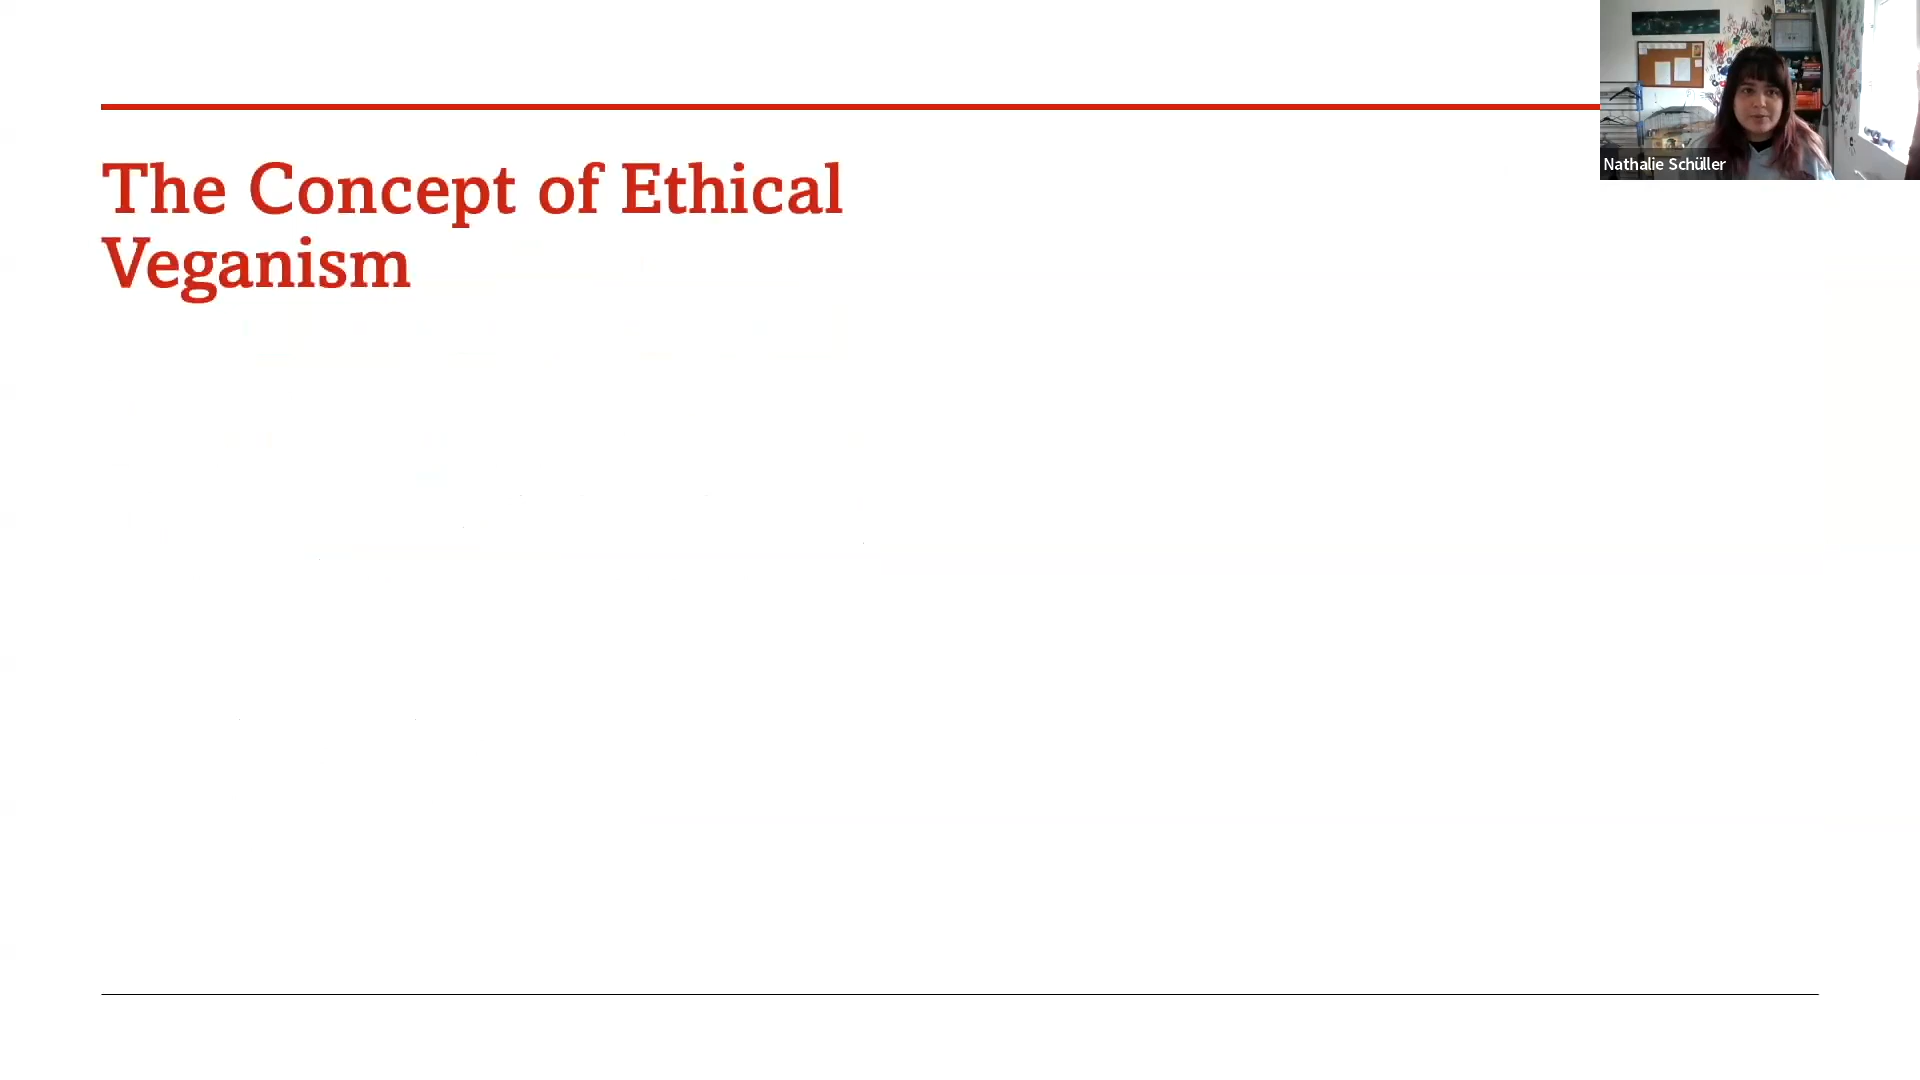 The Concept of Ethical
Veganism
Nathalie Schüller